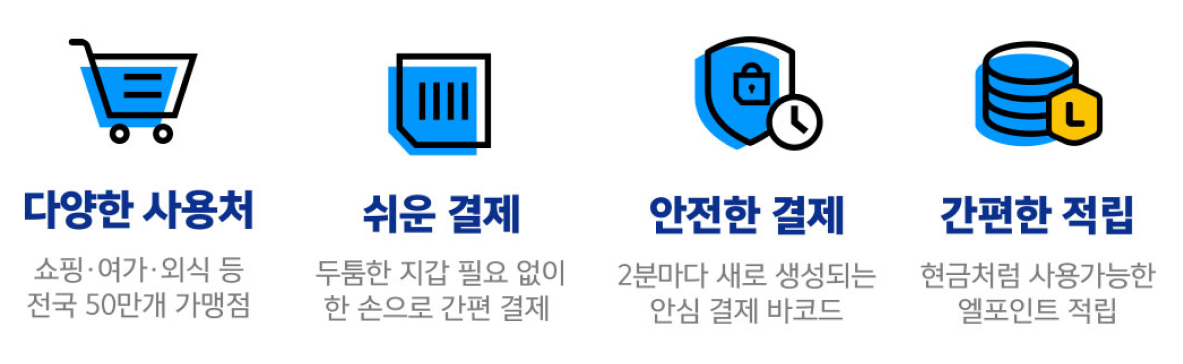 다양한 사용처
쇼핑·여가·외식 등
전국 50만개 가맹점
쉬운 결제
두툼한 지갑 필요 없이
한 손으로 간편 결제
안전한 결제
2분마다 새로 생성되는
안심 결제 바코드
L
간편한 적립
현금처럼 사용가능한
엘포인트 적립